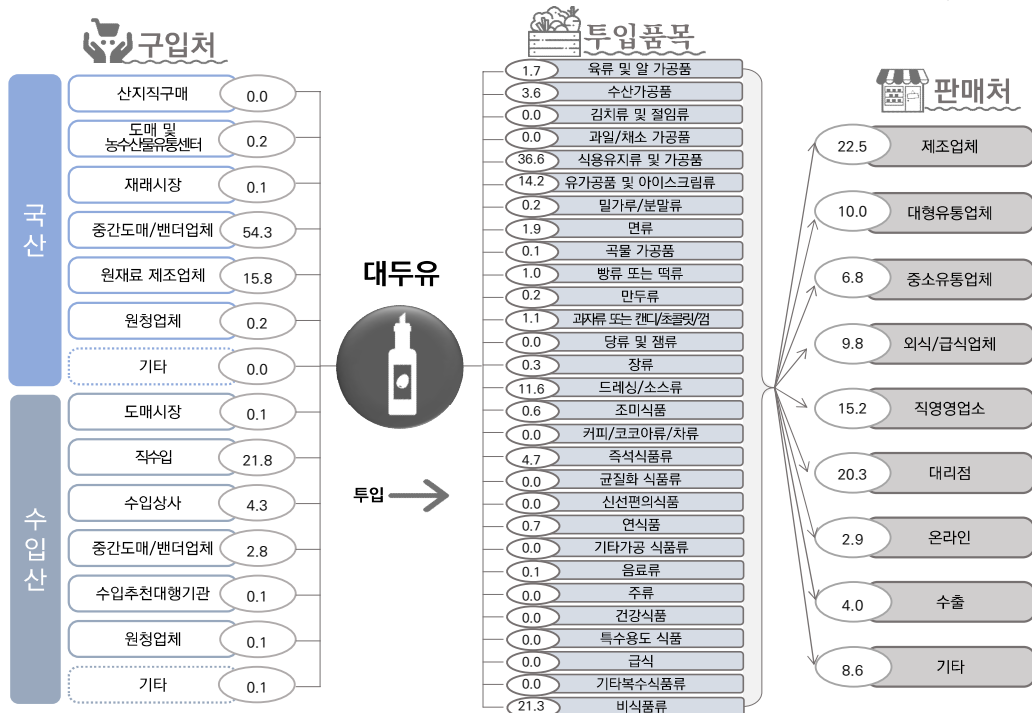 구입처
국산
산지직구매 0.0
도매 및
농수산물유통센터 0.2
재래시장 0.1
중간도매/밴더업체 54.3
원재료 제조업체 15.8
원청업체 0.2
기타 0.0
수입산
도매시장 0.1
직수입 21.8
수입상사 4.3
중간도매/밴더업체 2.8
수입추천대행기관 0.1
원청업체 0.1
기타 0.1
대두유
투입
투입품목
1.7 육류 및 알 가공품
3.6 수산가공품
0.0 김치류 및 절임류
0.0 과일/채소 가공품
36.6 식용유지류 및 가공품
14.2 유가공품 및 아이스크림류
0.2 밀가루/분말류
1.9 면류
0.1 곡물 가공품
1.0 빵류 또는 떡류
0.2 만두류
1.1 과자류 또는 캔디/초콜릿/껌
0.0 당류 및 잼류
0.3 장류
11.6 드레싱/소스류
0.6 조미식품
0.0 커피/코코아류/차류
4.7 즉석식품류
0.0 균질화 식품류
0.0 신선편의식품
0.7 연식품
0.0 기타가공 식품류
0.1 음료류
0.0 주류
0.0 건강식품
0.0 특수용도 식품
0.0 급식
0.0 기타복수식품류
21.3 비식품류
판매처
22.5 제조업체
10.0 대형유통업체
6.8 중소유통업체
9.8 외식/급식업체
15.2 직영영업소
20.3 대리점
2.9 온라인
4.0 수출
8.6 기타